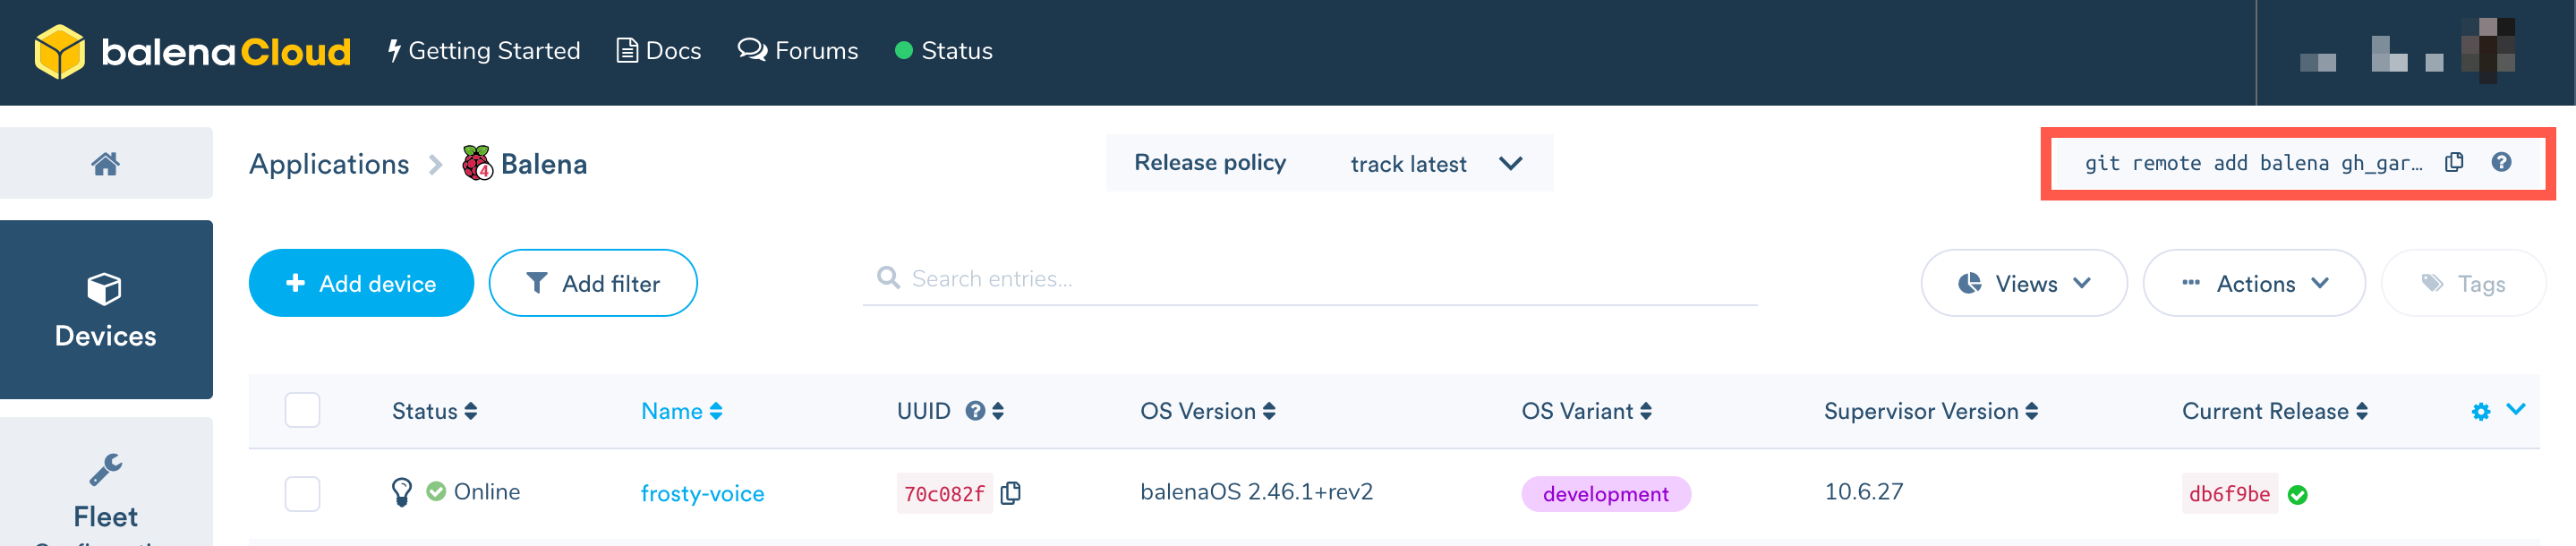 balenaCloud Getting Started Docs Forums Status
Applications > Balena Release policy track latest git remote add balena gh_gar...
Devices
Add device Add filter Search entries... Views Actions Tags
Status Name UUID OS Version OS Variant Supervisor Version Current Release
Online frosty-voice 70c082f balenaOS 2.46.1+rev2 development 10.6.27 db6f9be
Fleet